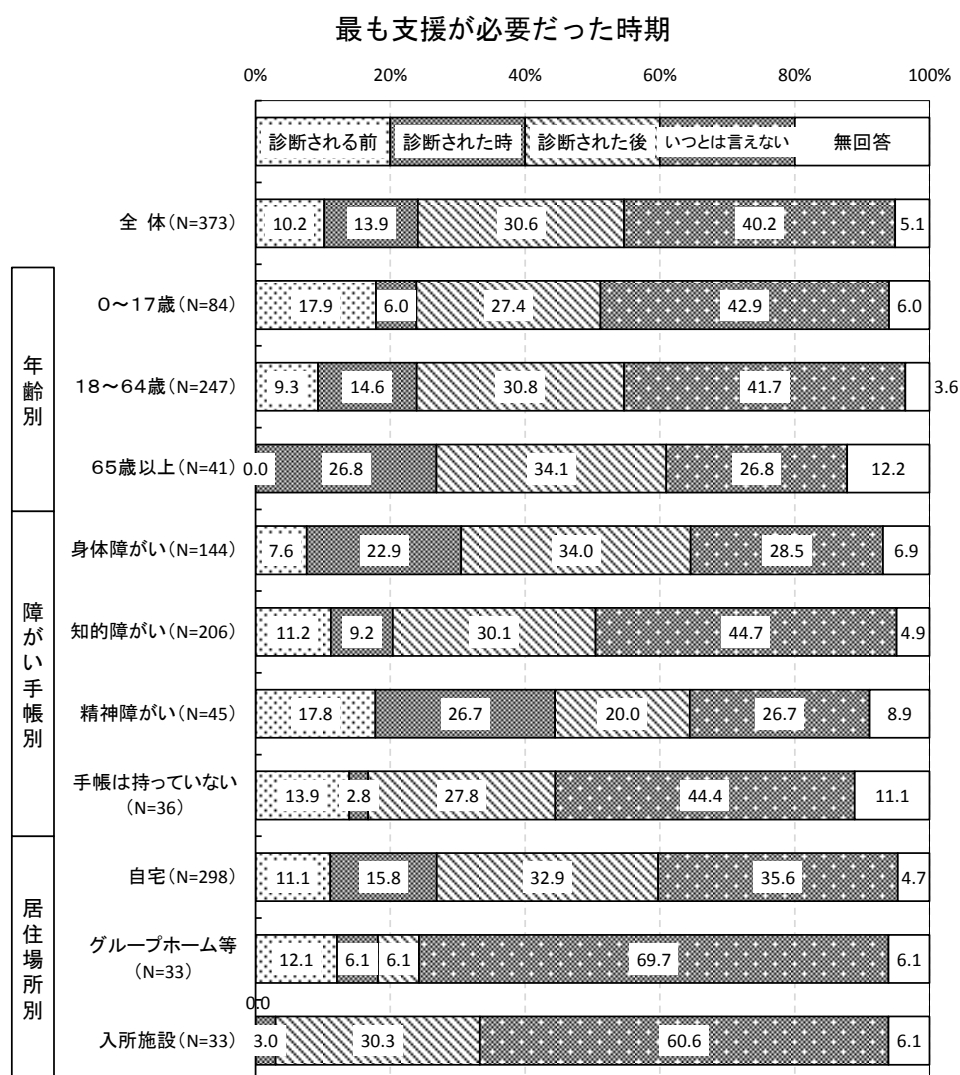 最も支援が必要だった時期
0% 20% 40% 60% 80% 100%
診断される前 診断された時 診断された後 いつとは言えない 無回答
全 体(N=373) 10.2 13.9 30.6 40.2 5.1
年齢別
0～17歳(N=84) 17.9 6.0 27.4 42.9 6.0
18～64歳(N=247) 9.3 14.6 30.8 41.7 3.6
65歳以上(N=41) 0.0 26.8 34.1 26.8 12.2
障がい手帳別
身体障がい(N=144) 7.6 22.9 34.0 28.5 6.9
知的障がい(N=206) 11.2 9.2 30.1 44.7 4.9
精神障がい(N=45) 17.8 26.7 20.0 26.7 8.9
手帳は持っていない
(N=36) 13.9 2.8 27.8 44.4 11.1
居住場所別
自宅(N=298) 11.1 15.8 32.9 35.6 4.7
グループホーム等
(N=33) 12.1 6.1 6.1 69.7 6.1
入所施設(N=33) 0.0 3.0 30.3 60.6 6.1